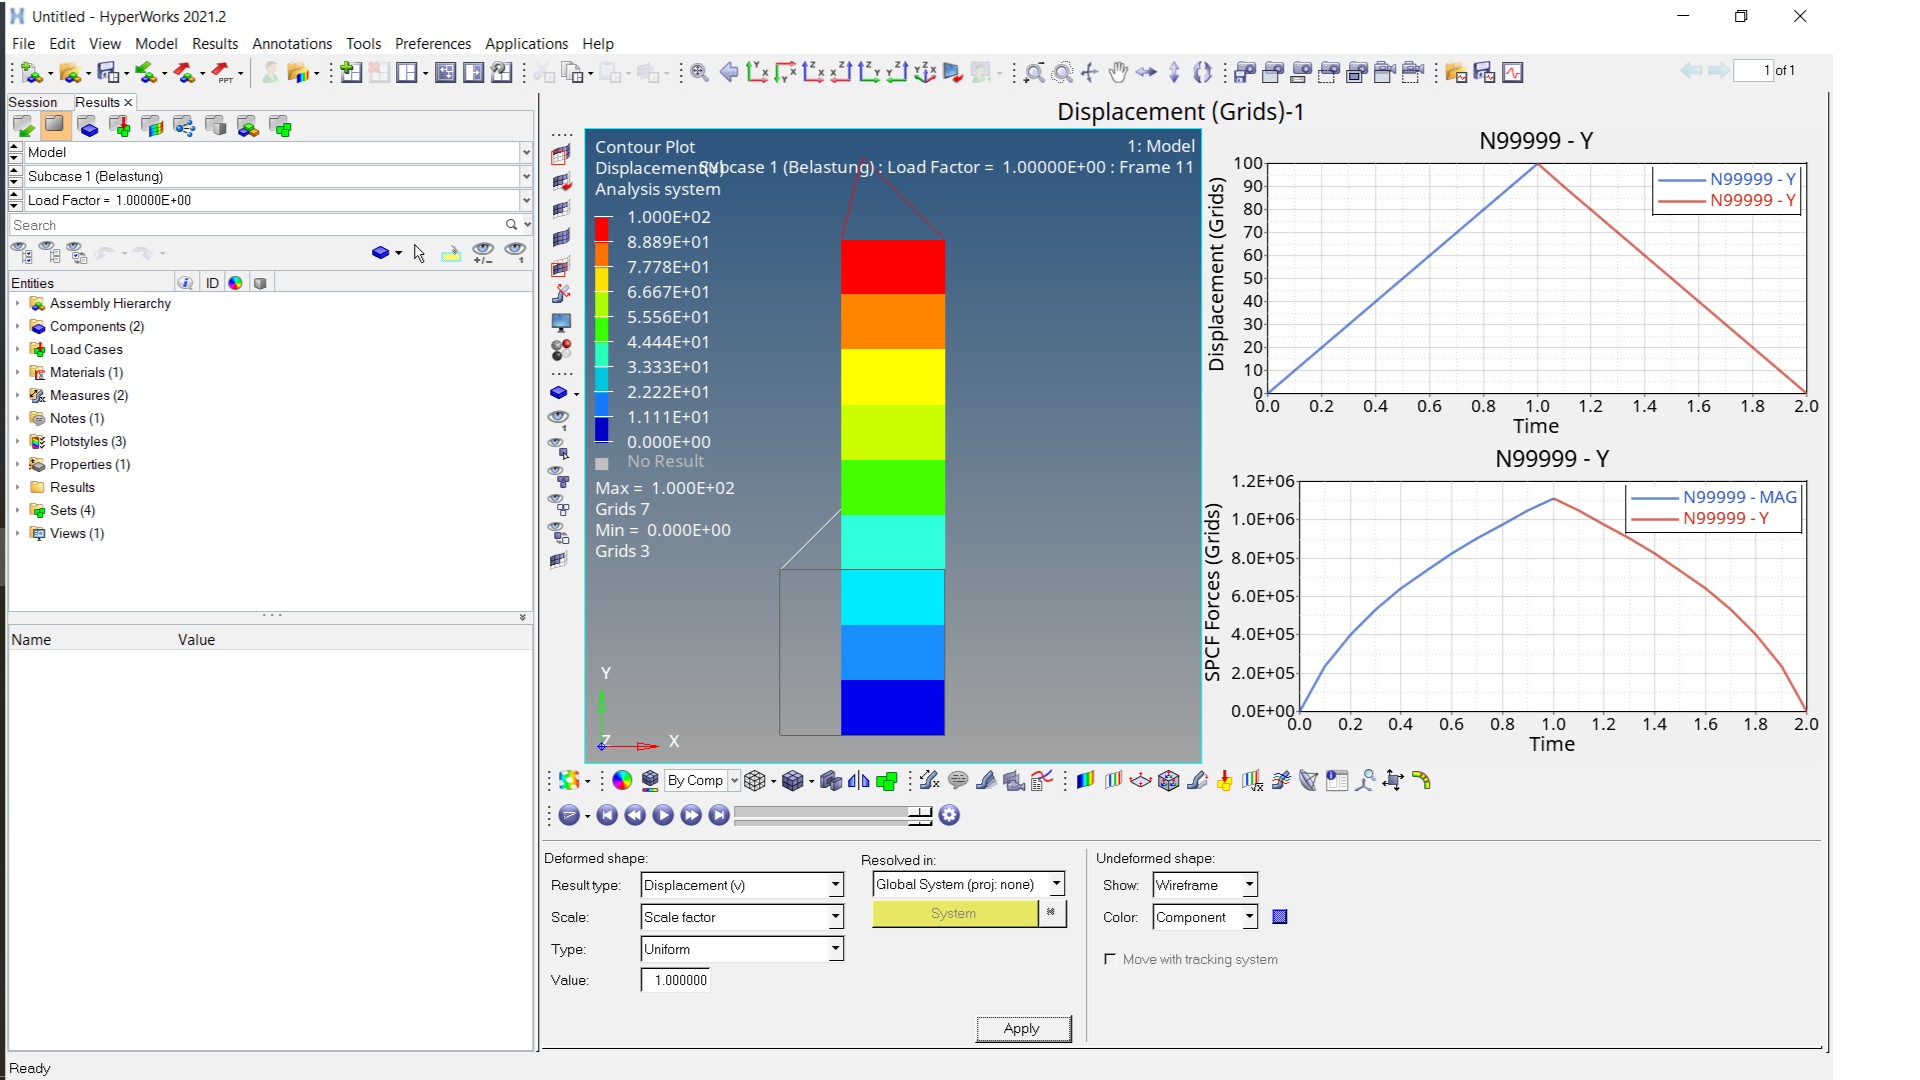 Untitled - HyperWorks 2021.2
File Edit View Model Results Annotations Tools Preferences Applications Help
PPT
1 of 1
Session Results
Model
Subcase 1 (Belastung)
Load Factor = 1.00000E+00
Search
Entities ID
Assembly Hierarchy
Components (2)
Load Cases
Materials (1)
Measures (2)
Notes (1)
Plotstyles (3)
Properties (1)
Results
Sets (4)
Views (1)
Name Value
Ready
Displacement (Grids)-1
Contour Plot
1: Model
Displacement(Y)
Subcase 1 (Belastung) : Load Factor = 1.00000E+00 : Frame 11
Analysis system
1.000E+02
8.889E+01
7.778E+01
6.667E+01
5.556E+01
4.444E+01
3.333E+01
2.222E+01
1.111E+01
0.000E+00
No Result
Max = 1.000E+02
Grids 7
Min = 0.000E+00
Grids 3
Y
Z X
N99999 - Y
Displacement (Grids)
100
90
80
70
60
50
40
30
20
10
0
N99999 - Y
N99999 - Y
0.0 0.2 0.4 0.6 0.8 1.0 1.2 1.4 1.6 1.8 2.0
Time
N99999 - Y
SPCF Forces (Grids)
1.2E+06
1.0E+06
8.0E+05
6.0E+05
4.0E+05
2.0E+05
0.0E+00
N99999 - MAG
N99999 - Y
0.0 0.2 0.4 0.6 0.8 1.0 1.2 1.4 1.6 1.8 2.0
Time
By Comp
Deformed shape:
Result type: Displacement (v)
Scale: Scale factor
Type: Uniform
Value: 1.000000
Resolved in:
Global System (proj: none)
System
Apply
Undeformed shape:
Show: Wireframe
Color: Component
Move with tracking system